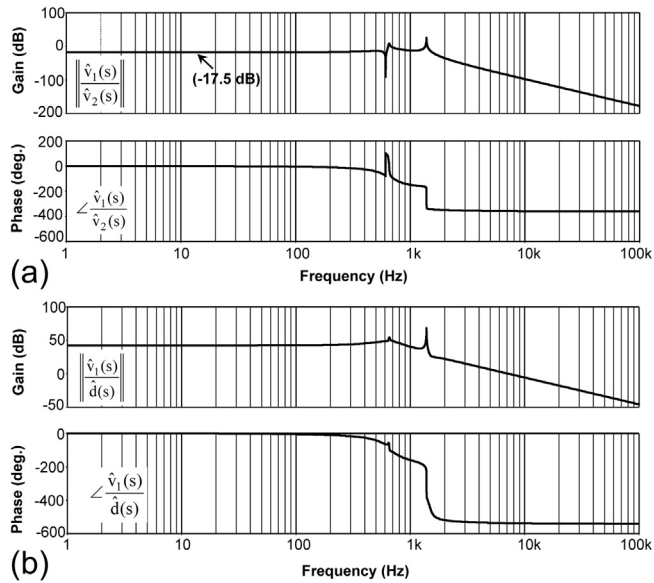 (a)
100
0
-100
-200
Gain (dB)
‖v̂₁(s)/v̂₂(s)‖
(-17.5 dB)
200
0
-200
-400
-600
Phase (deg.)
∠ v̂₁(s)/v̂₂(s)
1 10 100 1k 10k 100k
Frequency (Hz)
(b)
100
50
0
-50
Gain (dB)
‖v̂₁(s)/d̂(s)‖
0
-200
-400
-600
Phase (deg.)
∠ v̂₁(s)/d̂(s)
1 10 100 1k 10k 100k
Frequency (Hz)